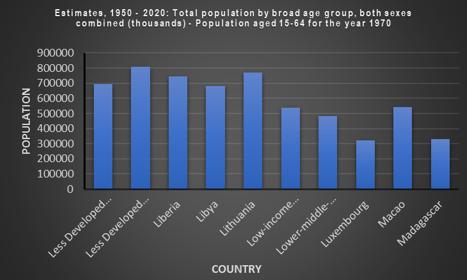 Estimates, 1950 - 2020: Total population by broad age group, both sexes
combined (thousands) - Population aged 15-64 for the year 1970
900000
800000
700000
600000
500000
400000
300000
200000
100000
0
POPULATION
Less Developed...
Less Developed...
Liberia
Libya
Lithuania
Low-income...
Lower-middle-...
Luxembourg
Macao
Madagascar
COUNTRY